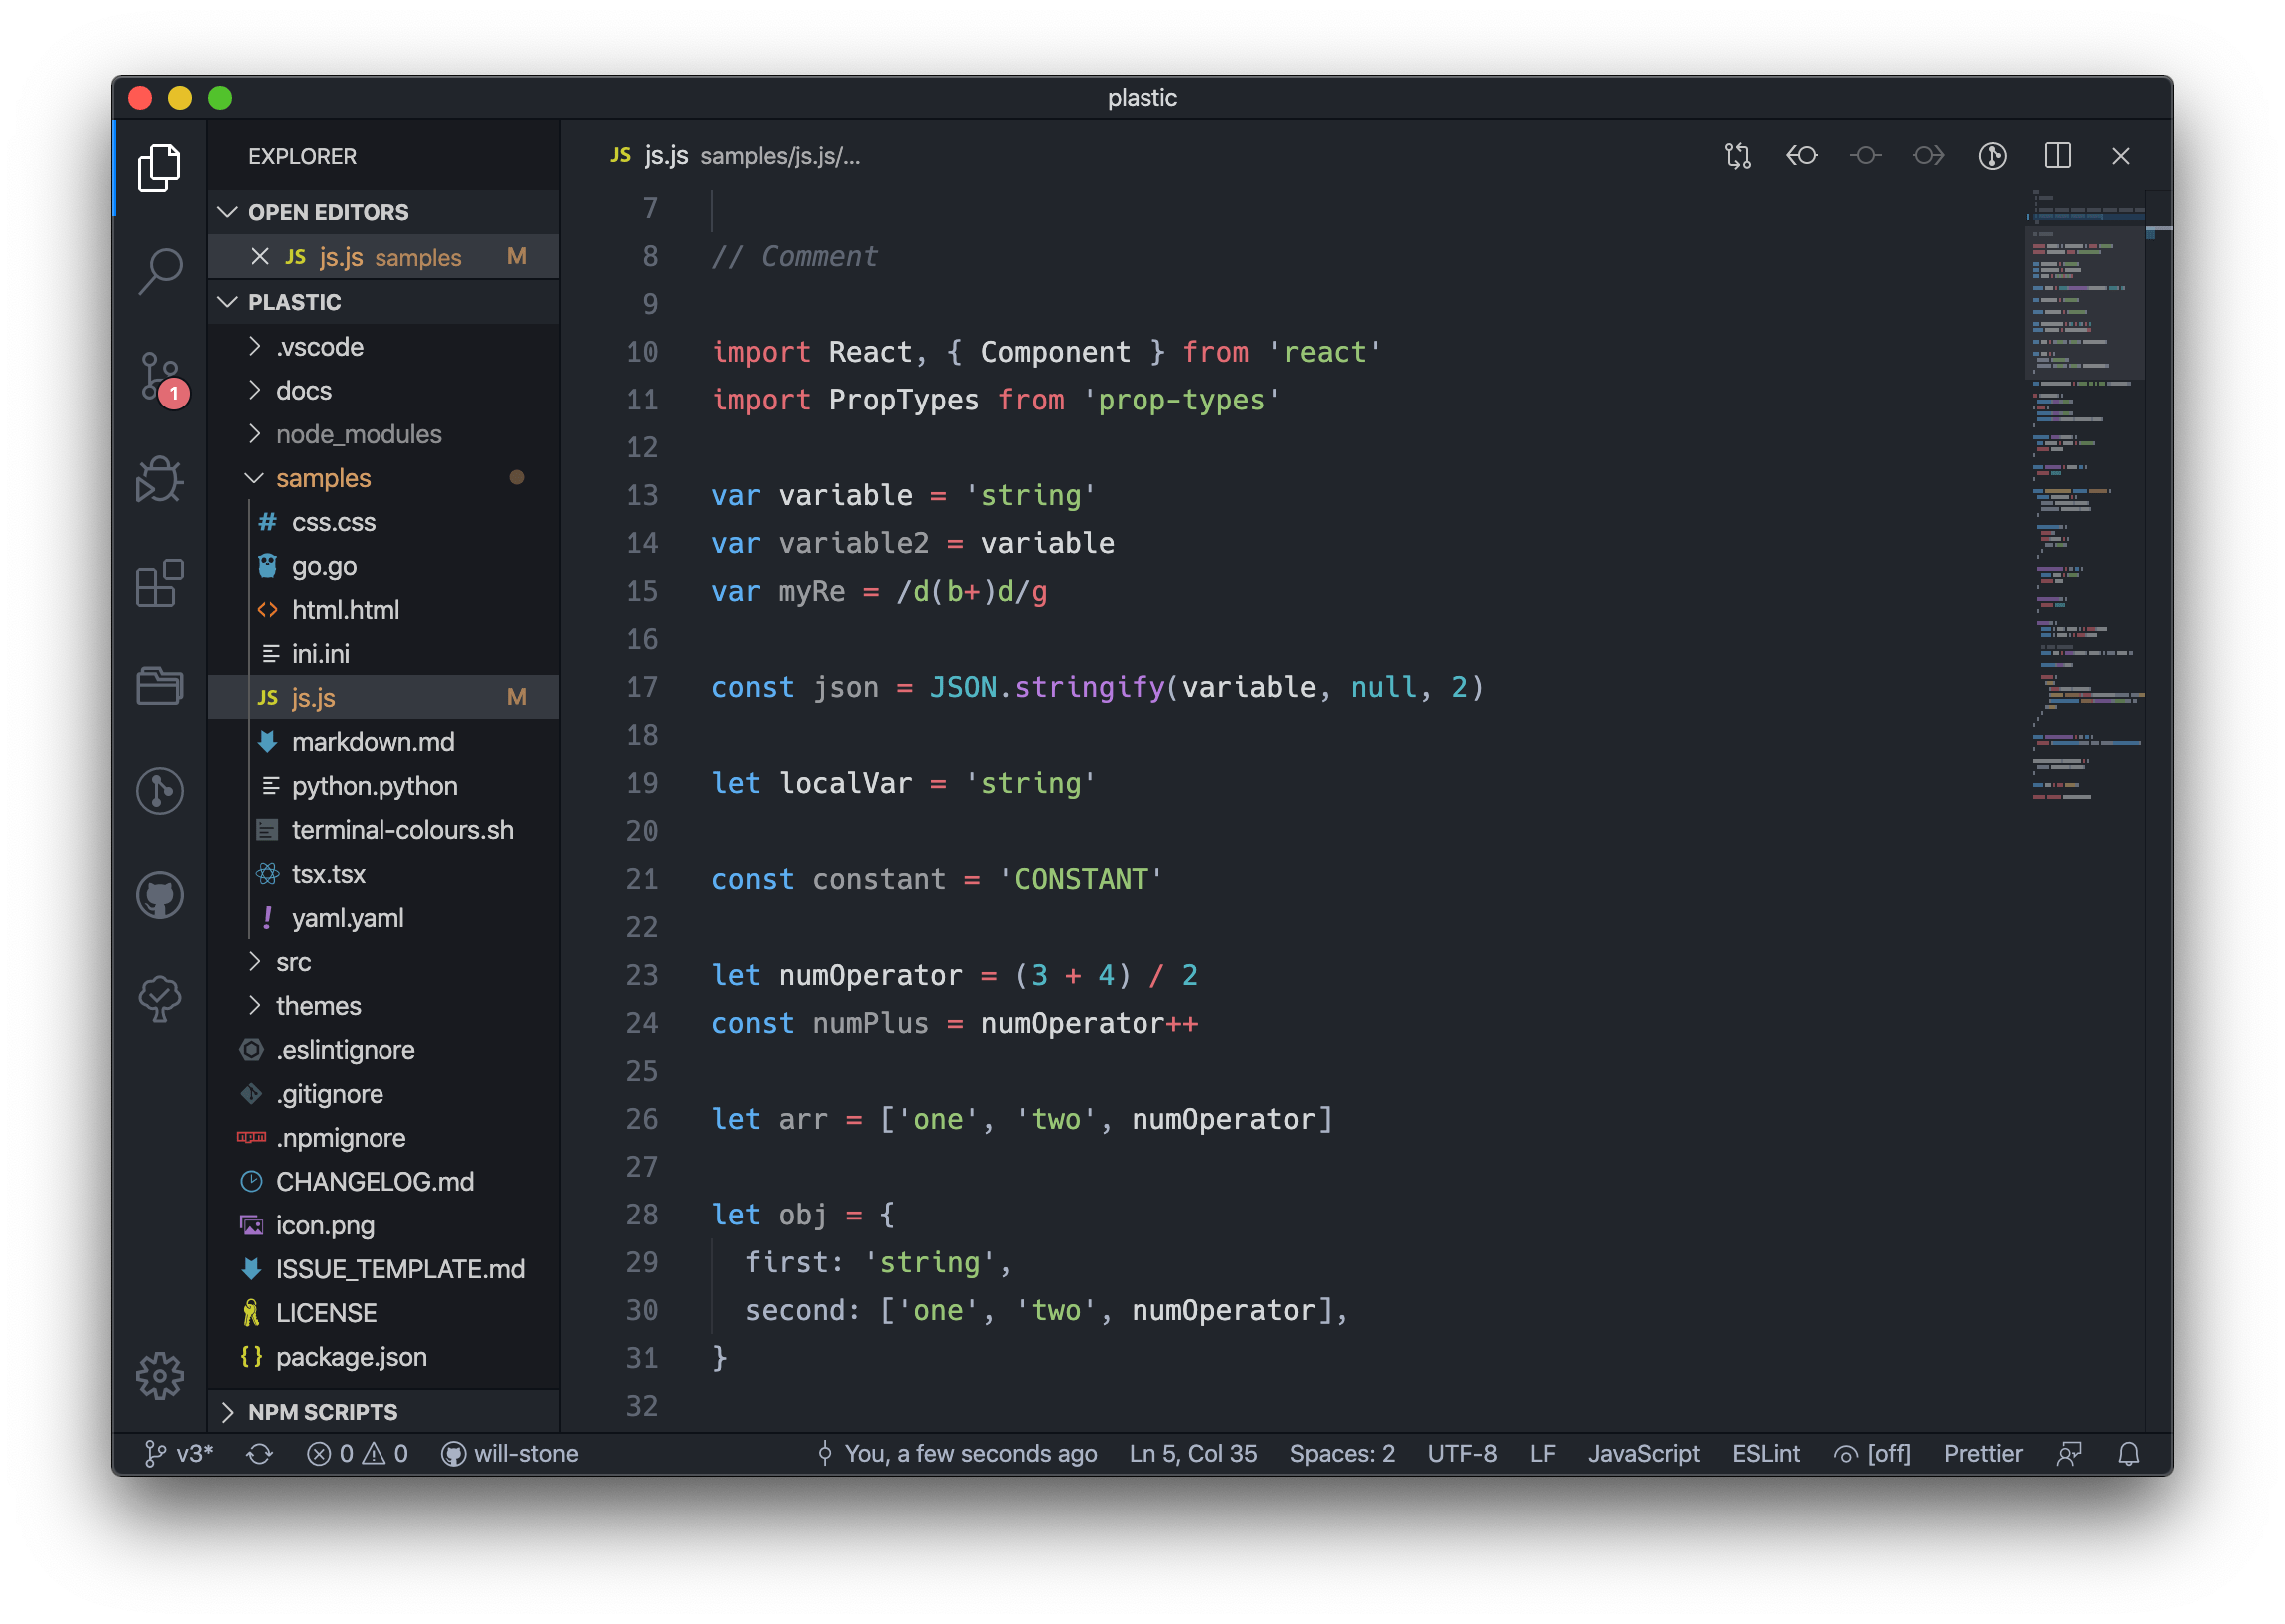 plastic
EXPLORER
OPEN EDITORS
JS js.js samples M
PLASTIC
.vscode
docs
node_modules
samples
# css.css
go.go
<> html.html
ini.ini
JS js.js M
markdown.md
python.python
terminal-colours.sh
tsx.tsx
! yaml.yaml
src
themes
.eslintignore
.gitignore
npm .npmignore
CHANGELOG.md
icon.png
ISSUE_TEMPLATE.md
LICENSE
{} package.json
NPM SCRIPTS
1
JS js.js samples/js.js/...
7
8 // Comment
9
10 import React, { Component } from 'react'
11 import PropTypes from 'prop-types'
12
13 var variable = 'string'
14 var variable2 = variable
15 var myRe = /d(b+)d/g
16
17 const json = JSON.stringify(variable, null, 2)
18
19 let localVar = 'string'
20
21 const constant = 'CONSTANT'
22
23 let numOperator = (3 + 4) / 2
24 const numPlus = numOperator++
25
26 let arr = ['one', 'two', numOperator]
27
28 let obj = {
29 first: 'string',
30 second: ['one', 'two', numOperator],
31 }
32
v3* 0 0 will-stone You, a few seconds ago Ln 5, Col 35 Spaces: 2 UTF-8 LF JavaScript ESLint [off] Prettier